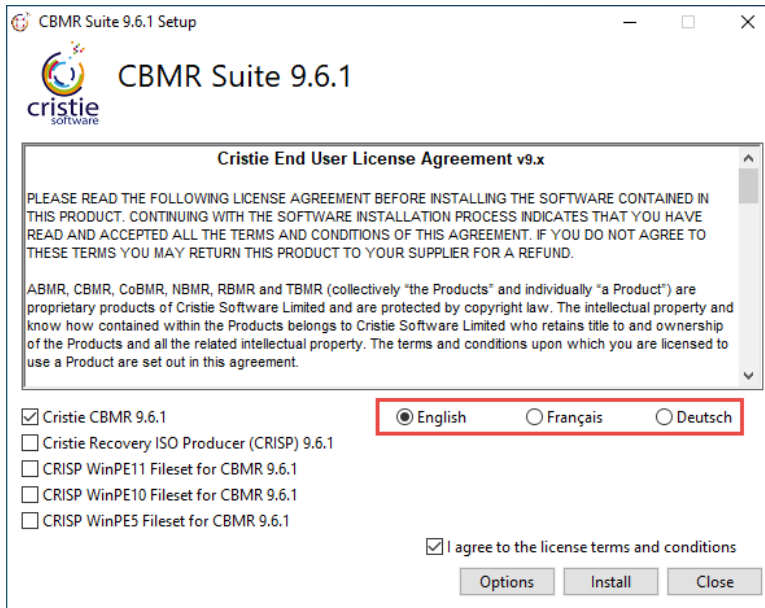 CBMR Suite 9.6.1 Setup
cristie
software
CBMR Suite 9.6.1
Cristie End User License Agreement v9.x
PLEASE READ THE FOLLOWING LICENSE AGREEMENT BEFORE INSTALLING THE SOFTWARE CONTAINED IN
THIS PRODUCT. CONTINUING WITH THE SOFTWARE INSTALLATION PROCESS INDICATES THAT YOU HAVE
READ AND ACCEPTED ALL THE TERMS AND CONDITIONS OF THIS AGREEMENT. IF YOU DO NOT AGREE TO
THESE TERMS YOU MAY RETURN THIS PRODUCT TO YOUR SUPPLIER FOR A REFUND.
ABMR, CBMR, CoBMR, NBMR, RBMR and TBMR (collectively “the Products” and individually “a Product”) are
proprietary products of Cristie Software Limited and are protected by copyright law. The intellectual property and
know how contained within the Products belongs to Cristie Software Limited who retains title to and ownership
of the Products and all the related intellectual property. The terms and conditions upon which you are licensed to
use a Product are set out in this agreement.
Cristie CBMR 9.6.1
English Français Deutsch
Cristie Recovery ISO Producer (CRISP) 9.6.1
CRISP WinPE11 Fileset for CBMR 9.6.1
CRISP WinPE10 Fileset for CBMR 9.6.1
CRISP WinPE5 Fileset for CBMR 9.6.1
I agree to the license terms and conditions
Options Install Close